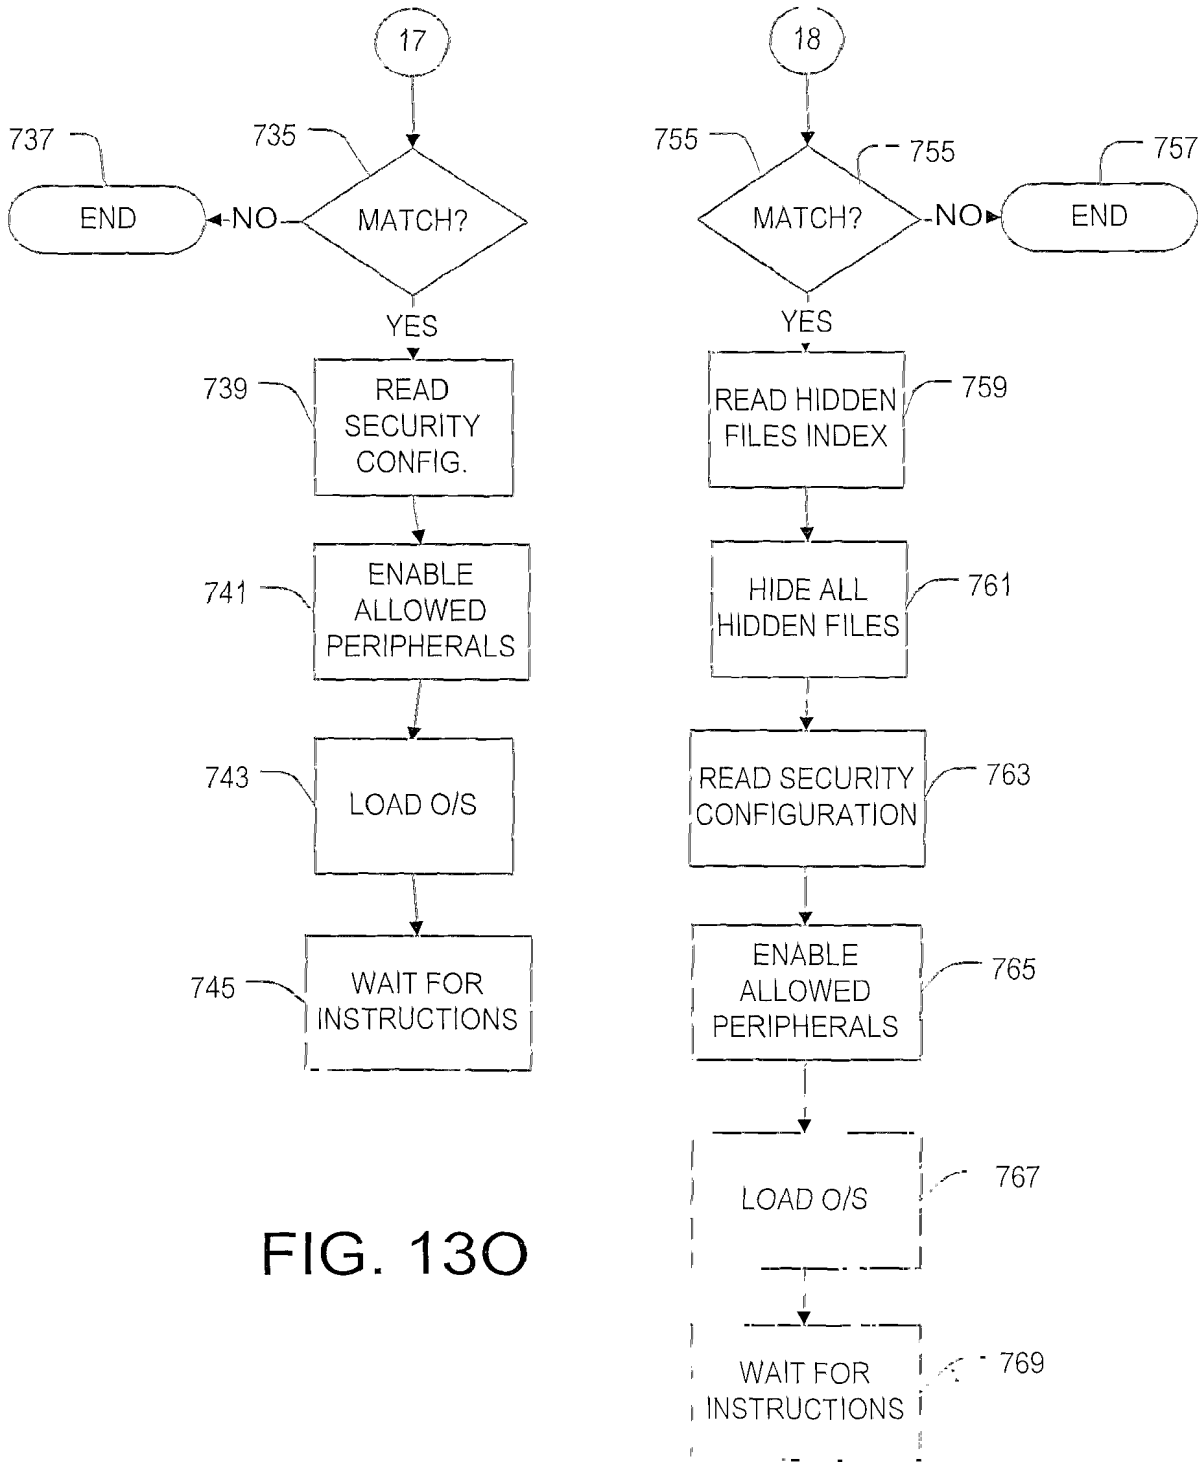 17
737
735
END
NO
MATCH?
YES
739
READ
SECURITY
CONFIG.
741
ENABLE
ALLOWED
PERIPHERALS
743
LOAD O/S
745
WAIT FOR
INSTRUCTIONS
18
755
755
757
MATCH?
NO
END
YES
759
READ HIDDEN
FILES INDEX
761
HIDE ALL
HIDDEN FILES
763
READ SECURITY
CONFIGURATION
765
ENABLE
ALLOWED
PERIPHERALS
767
LOAD O/S
769
WAIT FOR
INSTRUCTIONS
FIG. 13O